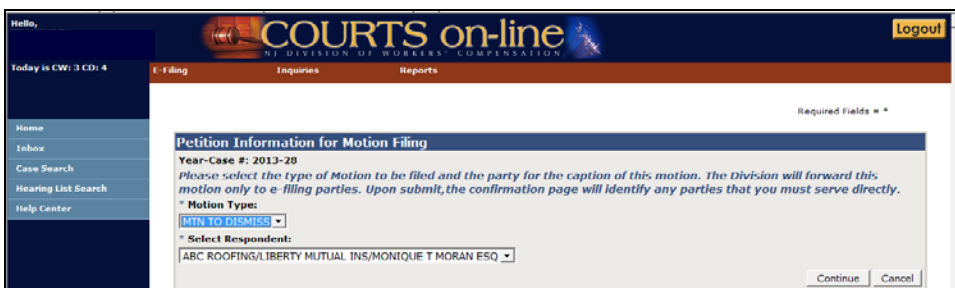 Hello,
COURTS on-line
NJ DIVISION OF WORKERS' COMPENSATION
Logout
Today is CW: 3 CD: 4
E-Filing Inquiries Reports
Required Fields = *
Home
Inbox
Case Search
Hearing List Search
Help Center
Petition Information for Motion Filing
Year-Case #: 2013-28
Please select the type of Motion to be filed and the party for the caption of this motion. The Division will forward this
motion only to e-filing parties. Upon submit,the confirmation page will identify any parties that you must serve directly.
* Motion Type:
MTN TO DISMISS
* Select Respondent:
ABC ROOFING/LIBERTY MUTUAL INS/MONIQUE T MORAN ESQ
Continue Cancel